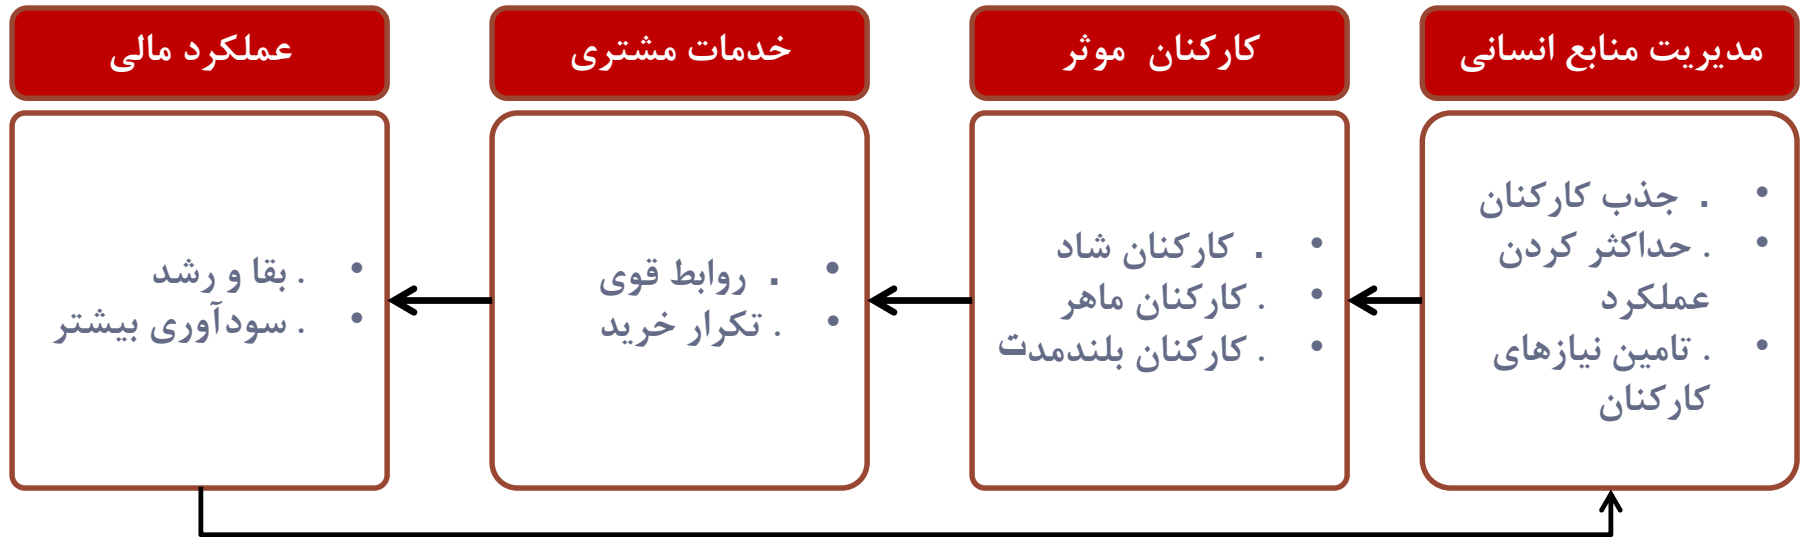 مدیریت منابع انسانی
• . جذب کارکنان
• . حداکثر کردن
عملکرد
• . تامین نیازهای
کارکنان
کارکنان موثر
• . کارکنان شاد
• . کارکنان ماهر
• . کارکنان بلندمدت
خدمات مشتری
• . روابط قوی
• . تکرار خرید
عملکرد مالی
• . بقا و رشد
• . سودآوری بیشتر